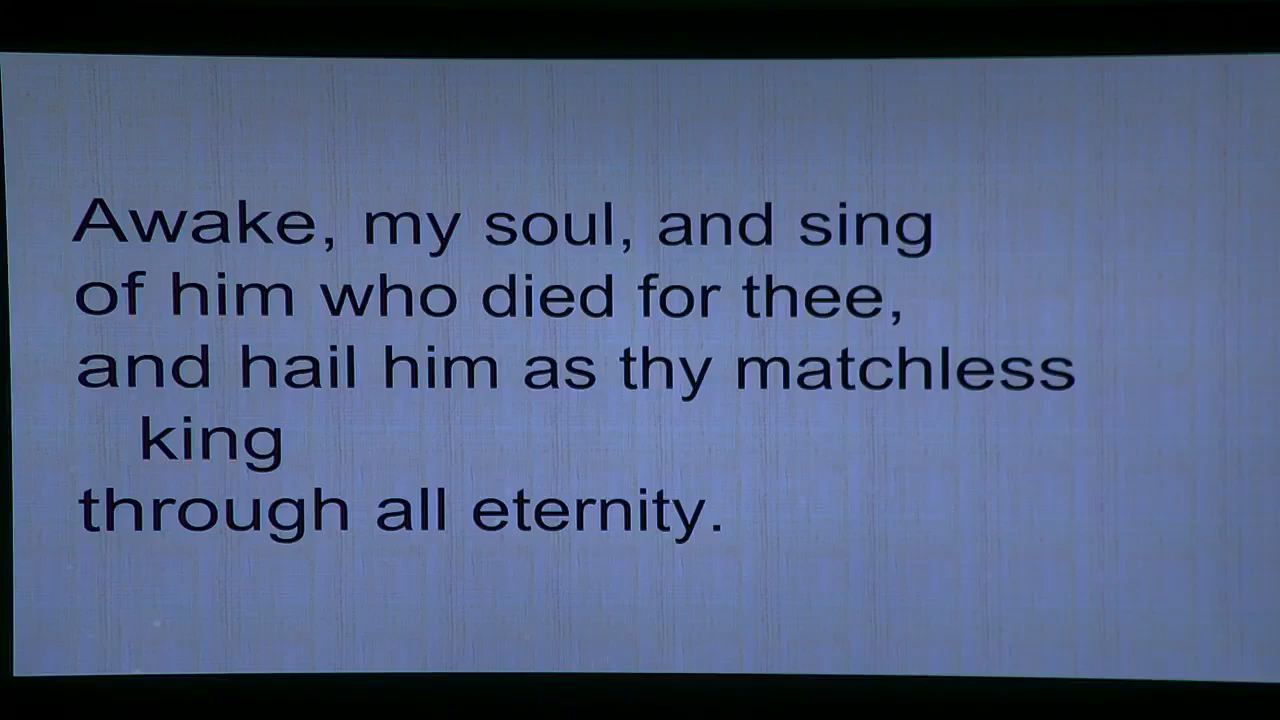 Awake, my soul, and sing
of him who died for thee,
and hail him as thy matchless
king
through all eternity.